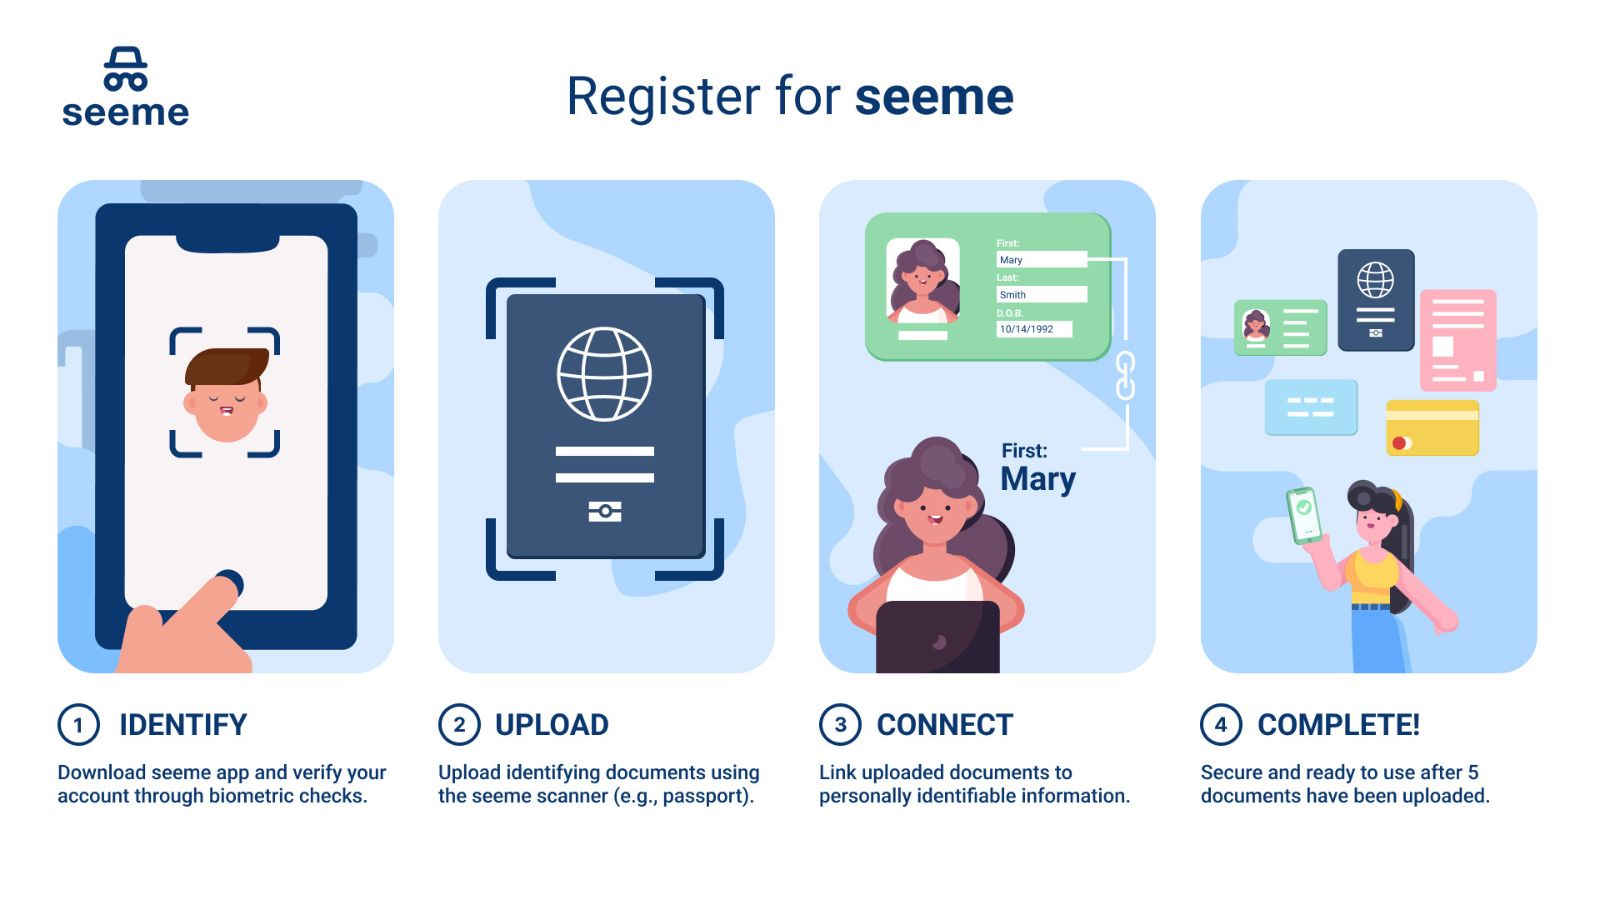 seeme
Register for seeme
First:
Mary
Last:
Smith
D.O.B.
10/14/1992
First:
Mary
1 IDENTIFY
Download seeme app and verify your
account through biometric checks.
2 UPLOAD
Upload identifying documents using
the seeme scanner (e.g., passport).
3 CONNECT
Link uploaded documents to
personally identifiable information.
4 COMPLETE!
Secure and ready to use after 5
documents have been uploaded.